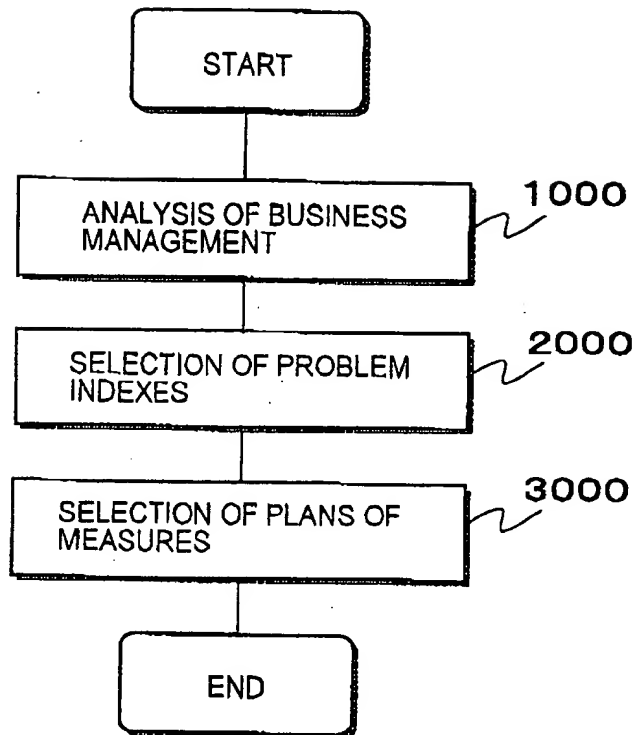 START
ANALYSIS OF BUSINESS
MANAGEMENT
1000
SELECTION OF PROBLEM
INDEXES
2000
SELECTION OF PLANS OF
MEASURES
3000
END